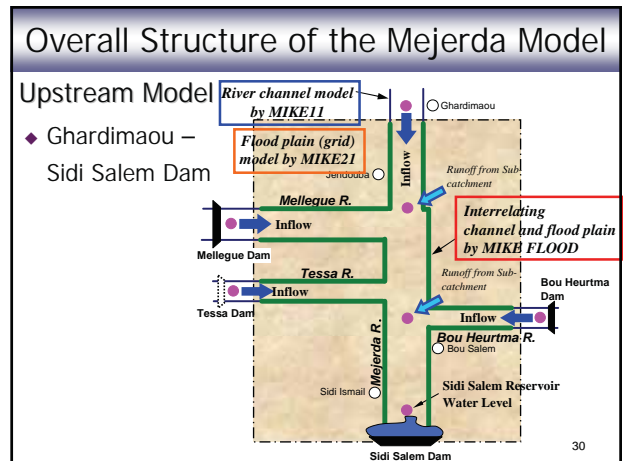 Overall Structure of the Mejerda Model
Upstream Model
◆ Ghardimaou –
Sidi Salem Dam
River channel model
by MIKE11
Flood plain (grid)
model by MIKE21
Ghardimaou
Inflow
Jendouba
Runoff from Sub-
catchment
Mellegue R.
Inflow
Mellegue Dam
Interrelating
channel and flood plain
by MIKE FLOOD
Tessa R.
Inflow
Tessa Dam
Runoff from Sub-
catchment
Bou Heurtma
Dam
Inflow
Bou Heurtma R.
Bou Salem
Mejerda R.
Sidi Ismail
Sidi Salem Reservoir
Water Level
Sidi Salem Dam
30